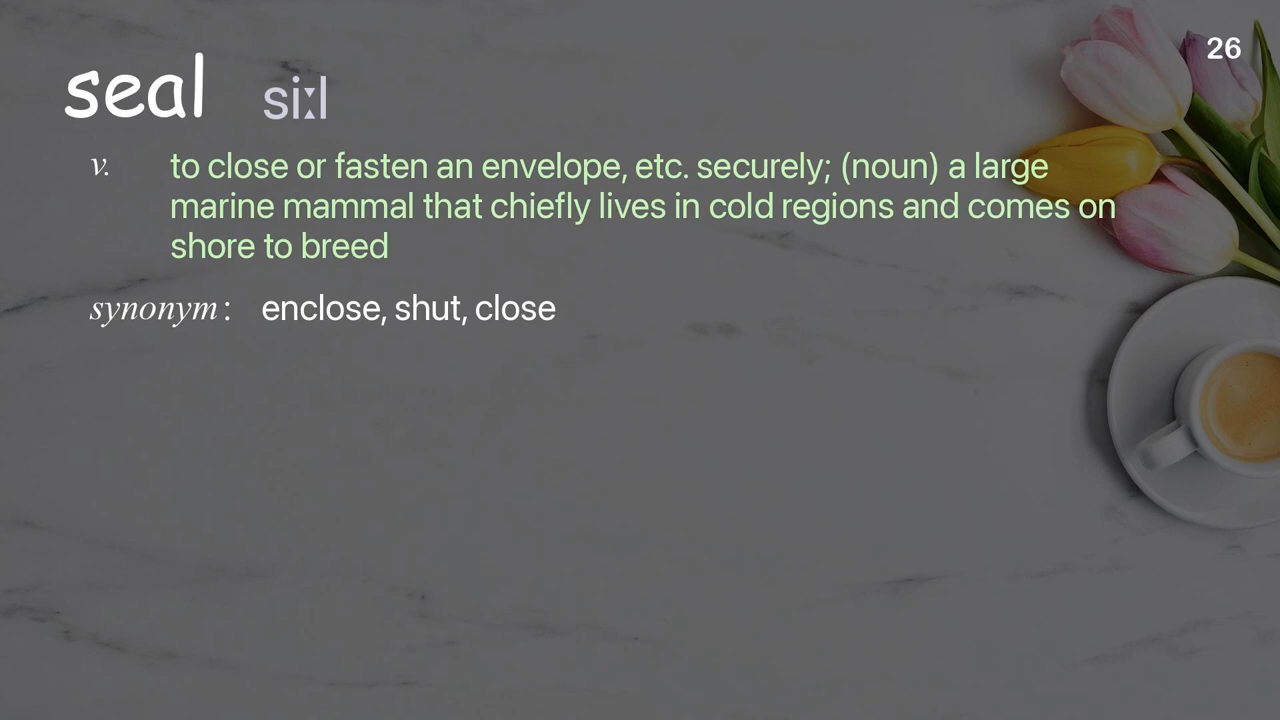 26
seal siːl
v. to close or fasten an envelope, etc. securely; (noun) a large
marine mammal that chiefly lives in cold regions and comes on
shore to breed
synonym: enclose, shut, close